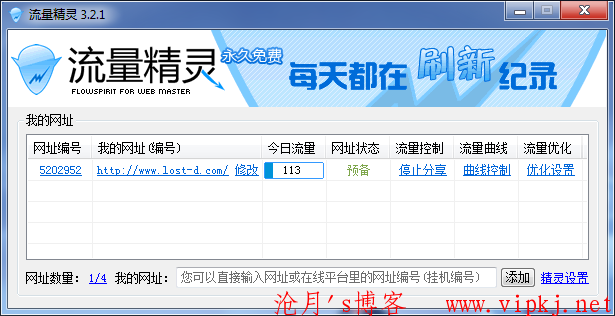 流量精灵 3.2.1
流量精灵 永久免费
FLOWSPIRIT FOR WEB MASTER
每天都在 刷新 纪录
我的网址
网址编号 我的网址(编号) 今日流量 网址状态 流量控制 流量曲线 流量优化
5202952 http://www.lost-d.com/ 修改 113 预备 停止分享 曲线控制 优化设置
网址数量: 1/4 我的网址: 您可以直接输入网址或在线平台里的网址编号(挂机编号) 添加 精灵设置
沧月's博客 www.vipkj.net